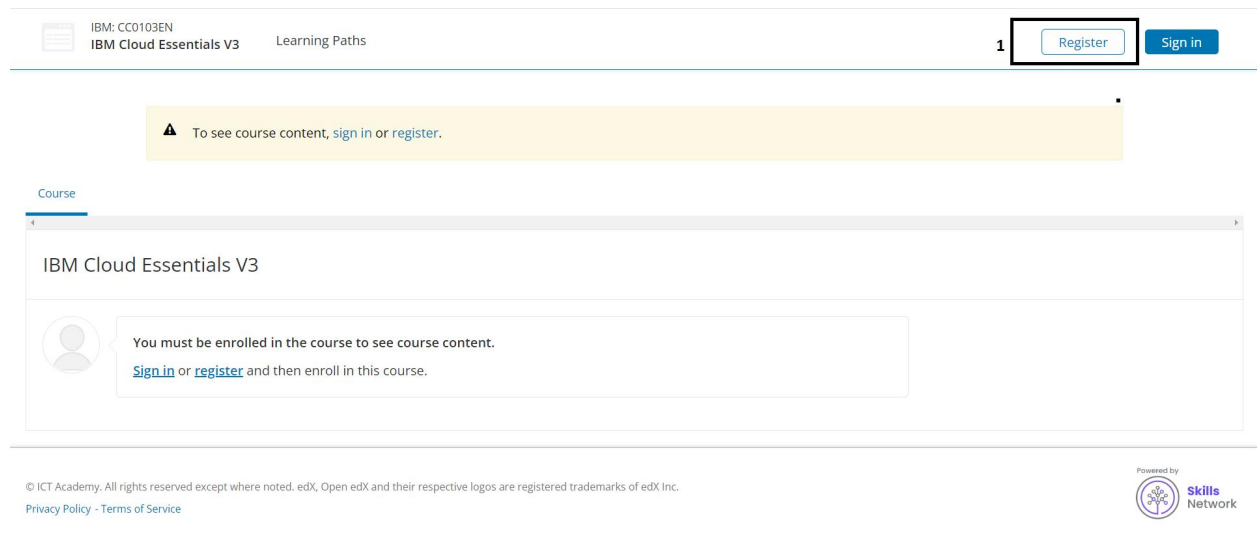 IBM: CC0103EN
IBM Cloud Essentials V3
Learning Paths
1
Register
Sign in
To see course content, sign in or register.
Course
IBM Cloud Essentials V3
You must be enrolled in the course to see course content.
Sign in or register and then enroll in this course.
© ICT Academy. All rights reserved except where noted. edX, Open edX and their respective logos are registered trademarks of edX Inc.
Privacy Policy - Terms of Service
Powered by
Skills
Network